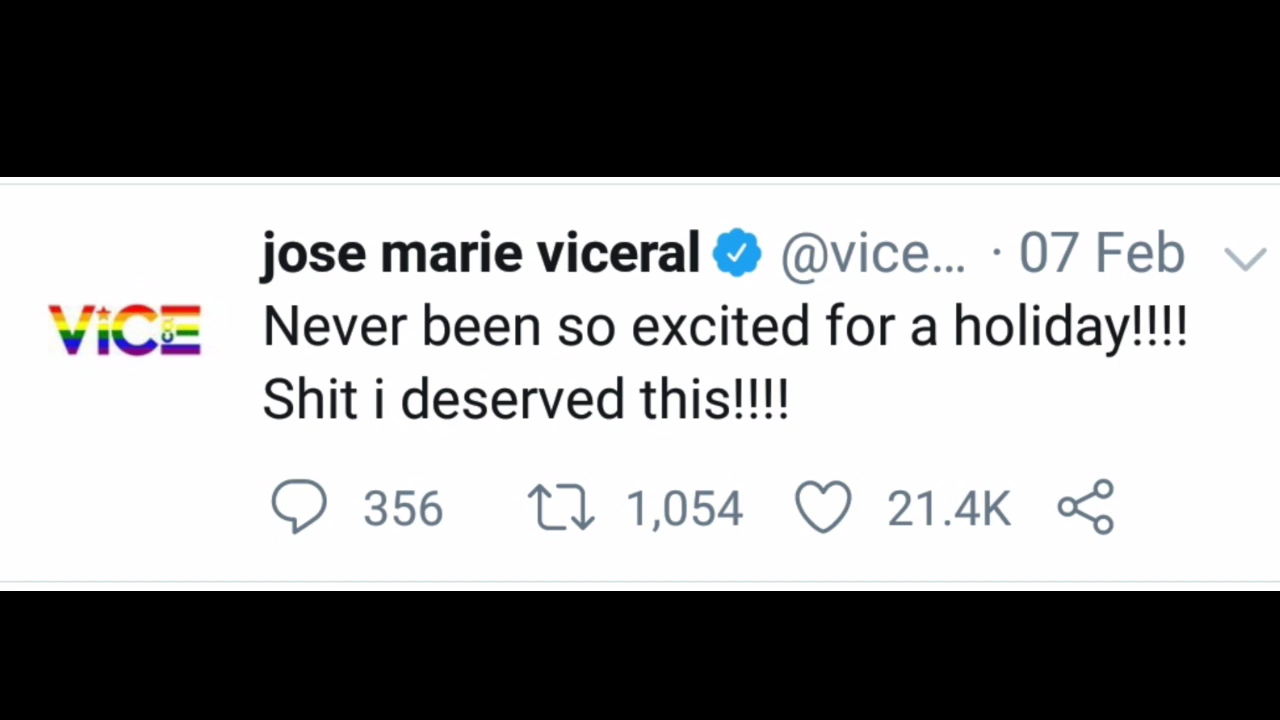 jose marie viceral @vice... · 07 Feb
VICE
Never been so excited for a holiday!!!!
Shit i deserved this!!!!
356 1,054 21.4K